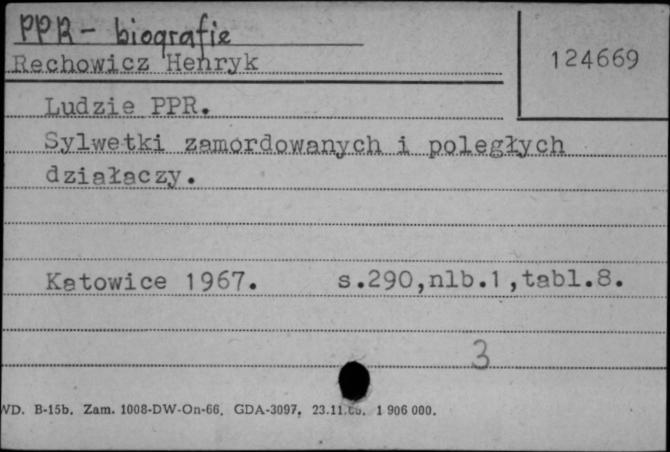 PPR - biografie
Rechowicz Henryk
124669
Ludzie PPR.
Sylwetki zamordowanych i poległych
działaczy.
Katowice 1967. s.290,nlb.1,tabl.8.
3
WD. B-15b. Zam. 1008-DW-On-66. GDA-3097. 1 906 000.